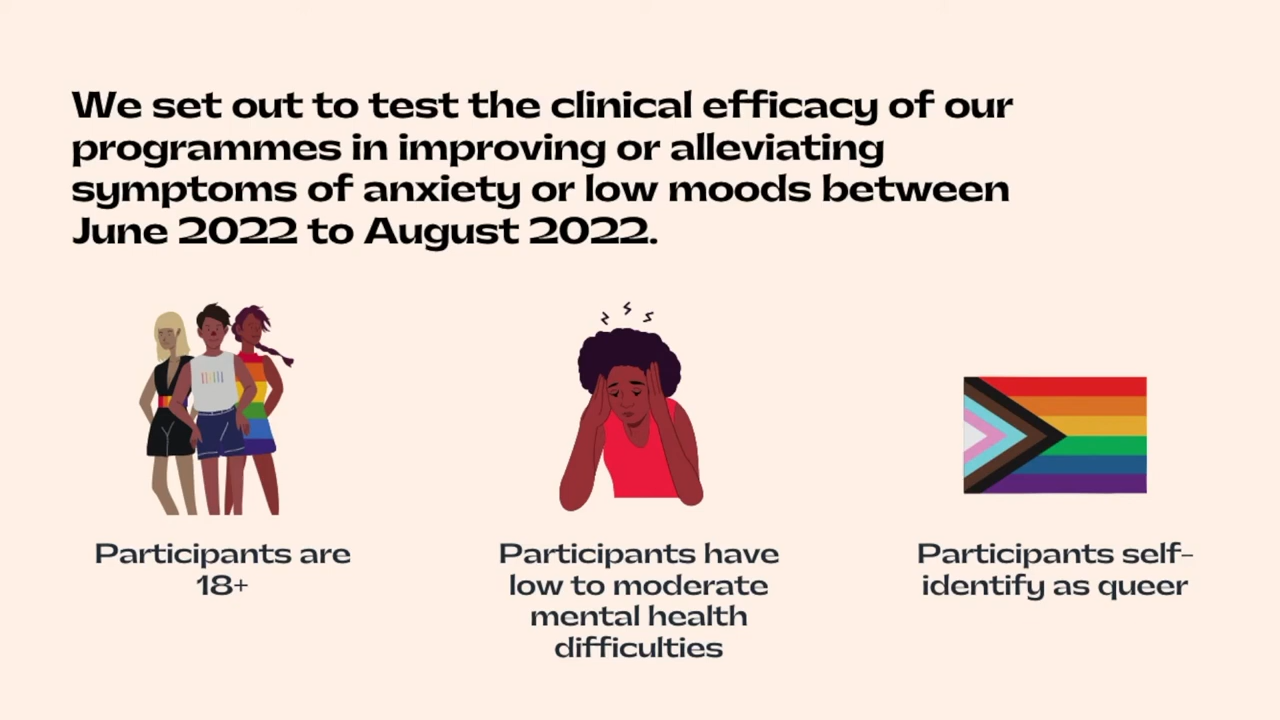 We set out to test the clinical efficacy of our
programmes in improving or alleviating
symptoms of anxiety or low moods between
June 2022 to August 2022.
Participants are
18+
Participants have
low to moderate
mental health
difficulties
Participants self-
identify as queer